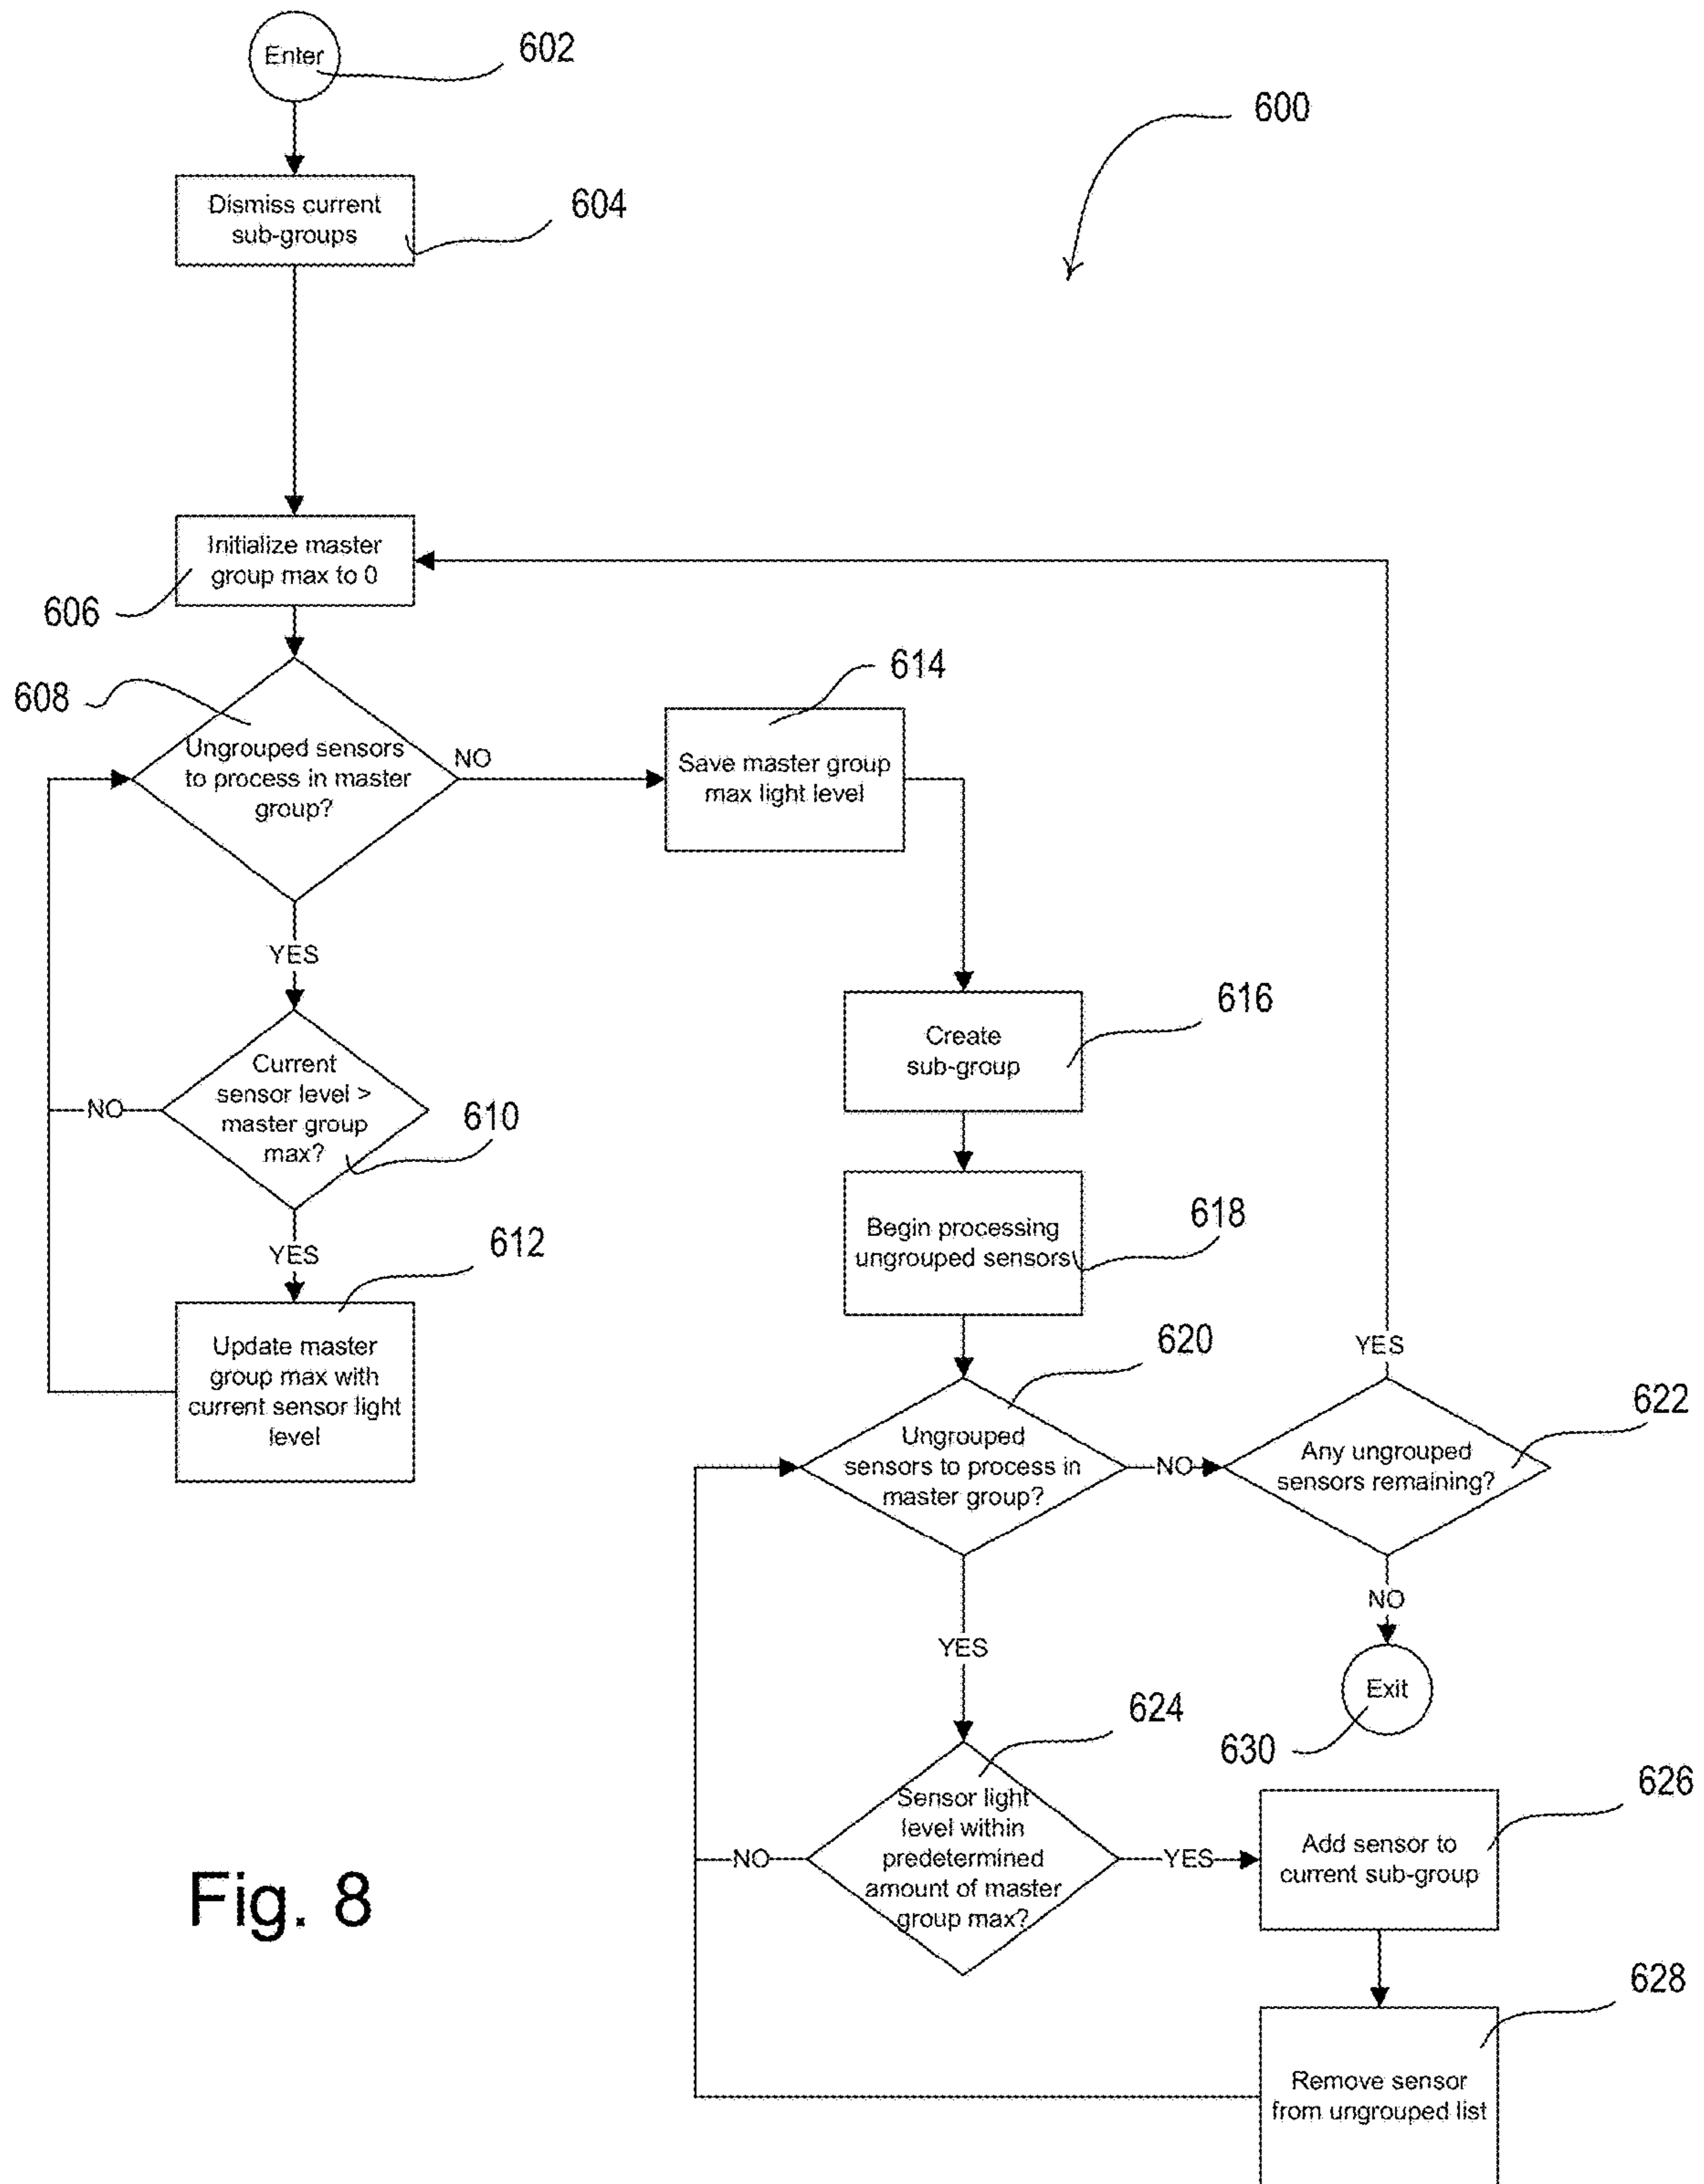 Enter
602
600
Dismiss current
sub-groups
604
Initialize master
group max to 0
606
608
Ungrouped sensors
to process in master
group?
NO
614
Save master group
max light level
YES
616
Create
sub-group
Current
sensor level >
master group
max?
NO
610
YES
612
Update master
group max with
current sensor light
level
618
Begin processing
ungrouped sensors
620
YES
622
Ungrouped
sensors to process in
master group?
NO
Any ungrouped
sensors remaining?
NO
Exit
630
YES
624
Sensor light
level within
predetermined
amount of master
group max?
NO
YES
626
Add sensor to
current sub-group
628
Remove sensor
from ungrouped list
Fig. 8